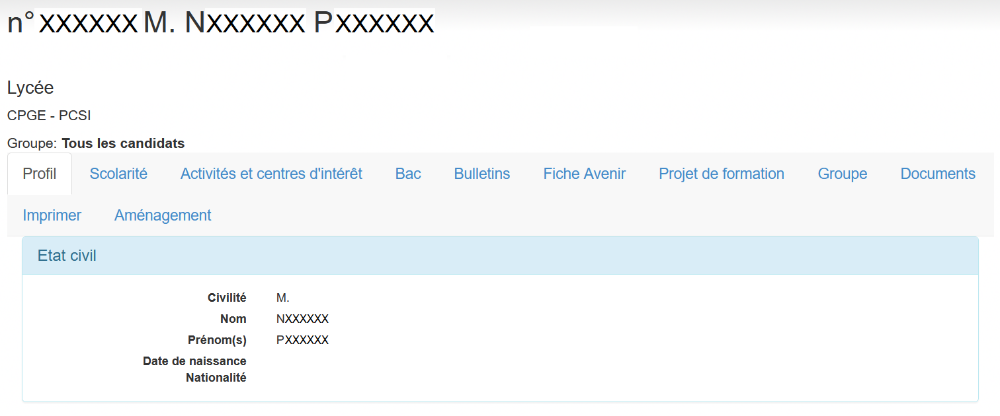 n° XXXXXX M. NXXXXXX PXXXXXX
Lycée
CPGE - PCSI
Groupe: Tous les candidats
Profil Scolarité Activités et centres d'intérêt Bac Bulletins Fiche Avenir Projet de formation Groupe Documents
Imprimer Aménagement
Etat civil
Civilité M.
Nom NXXXXXX
Prénom(s) PXXXXXX
Date de naissance
Nationalité